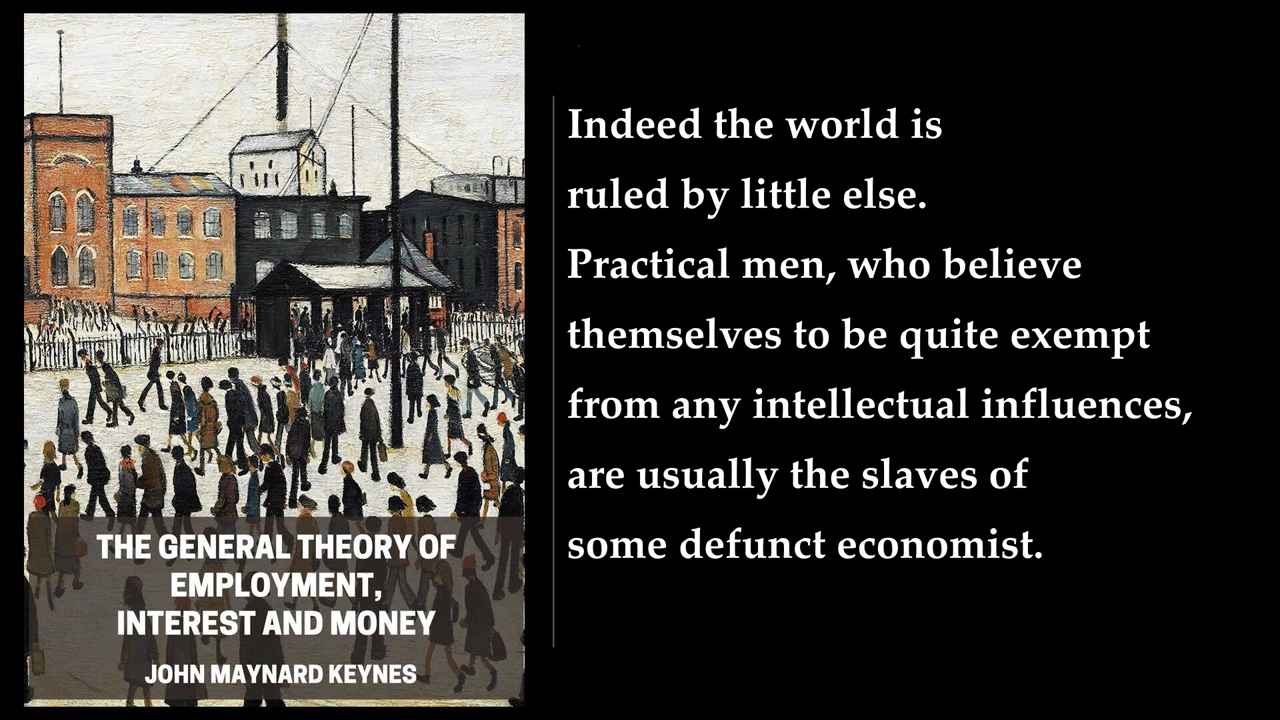 THE GENERAL THEORY OF
EMPLOYMENT,
INTEREST AND MONEY
JOHN MAYNARD KEYNES
Indeed the world is
ruled by little else.
Practical men, who believe
themselves to be quite exempt
from any intellectual influences,
are usually the slaves of
some defunct economist.